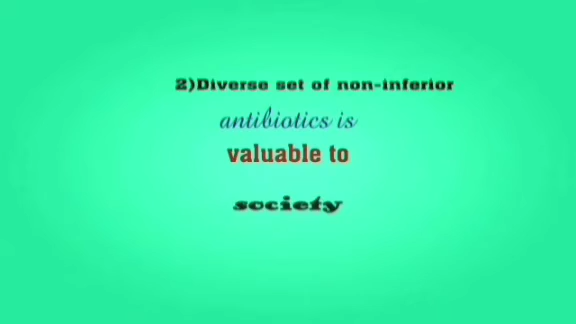 2)Diverse set of non-inferior
antibiotics is
valuable to
society